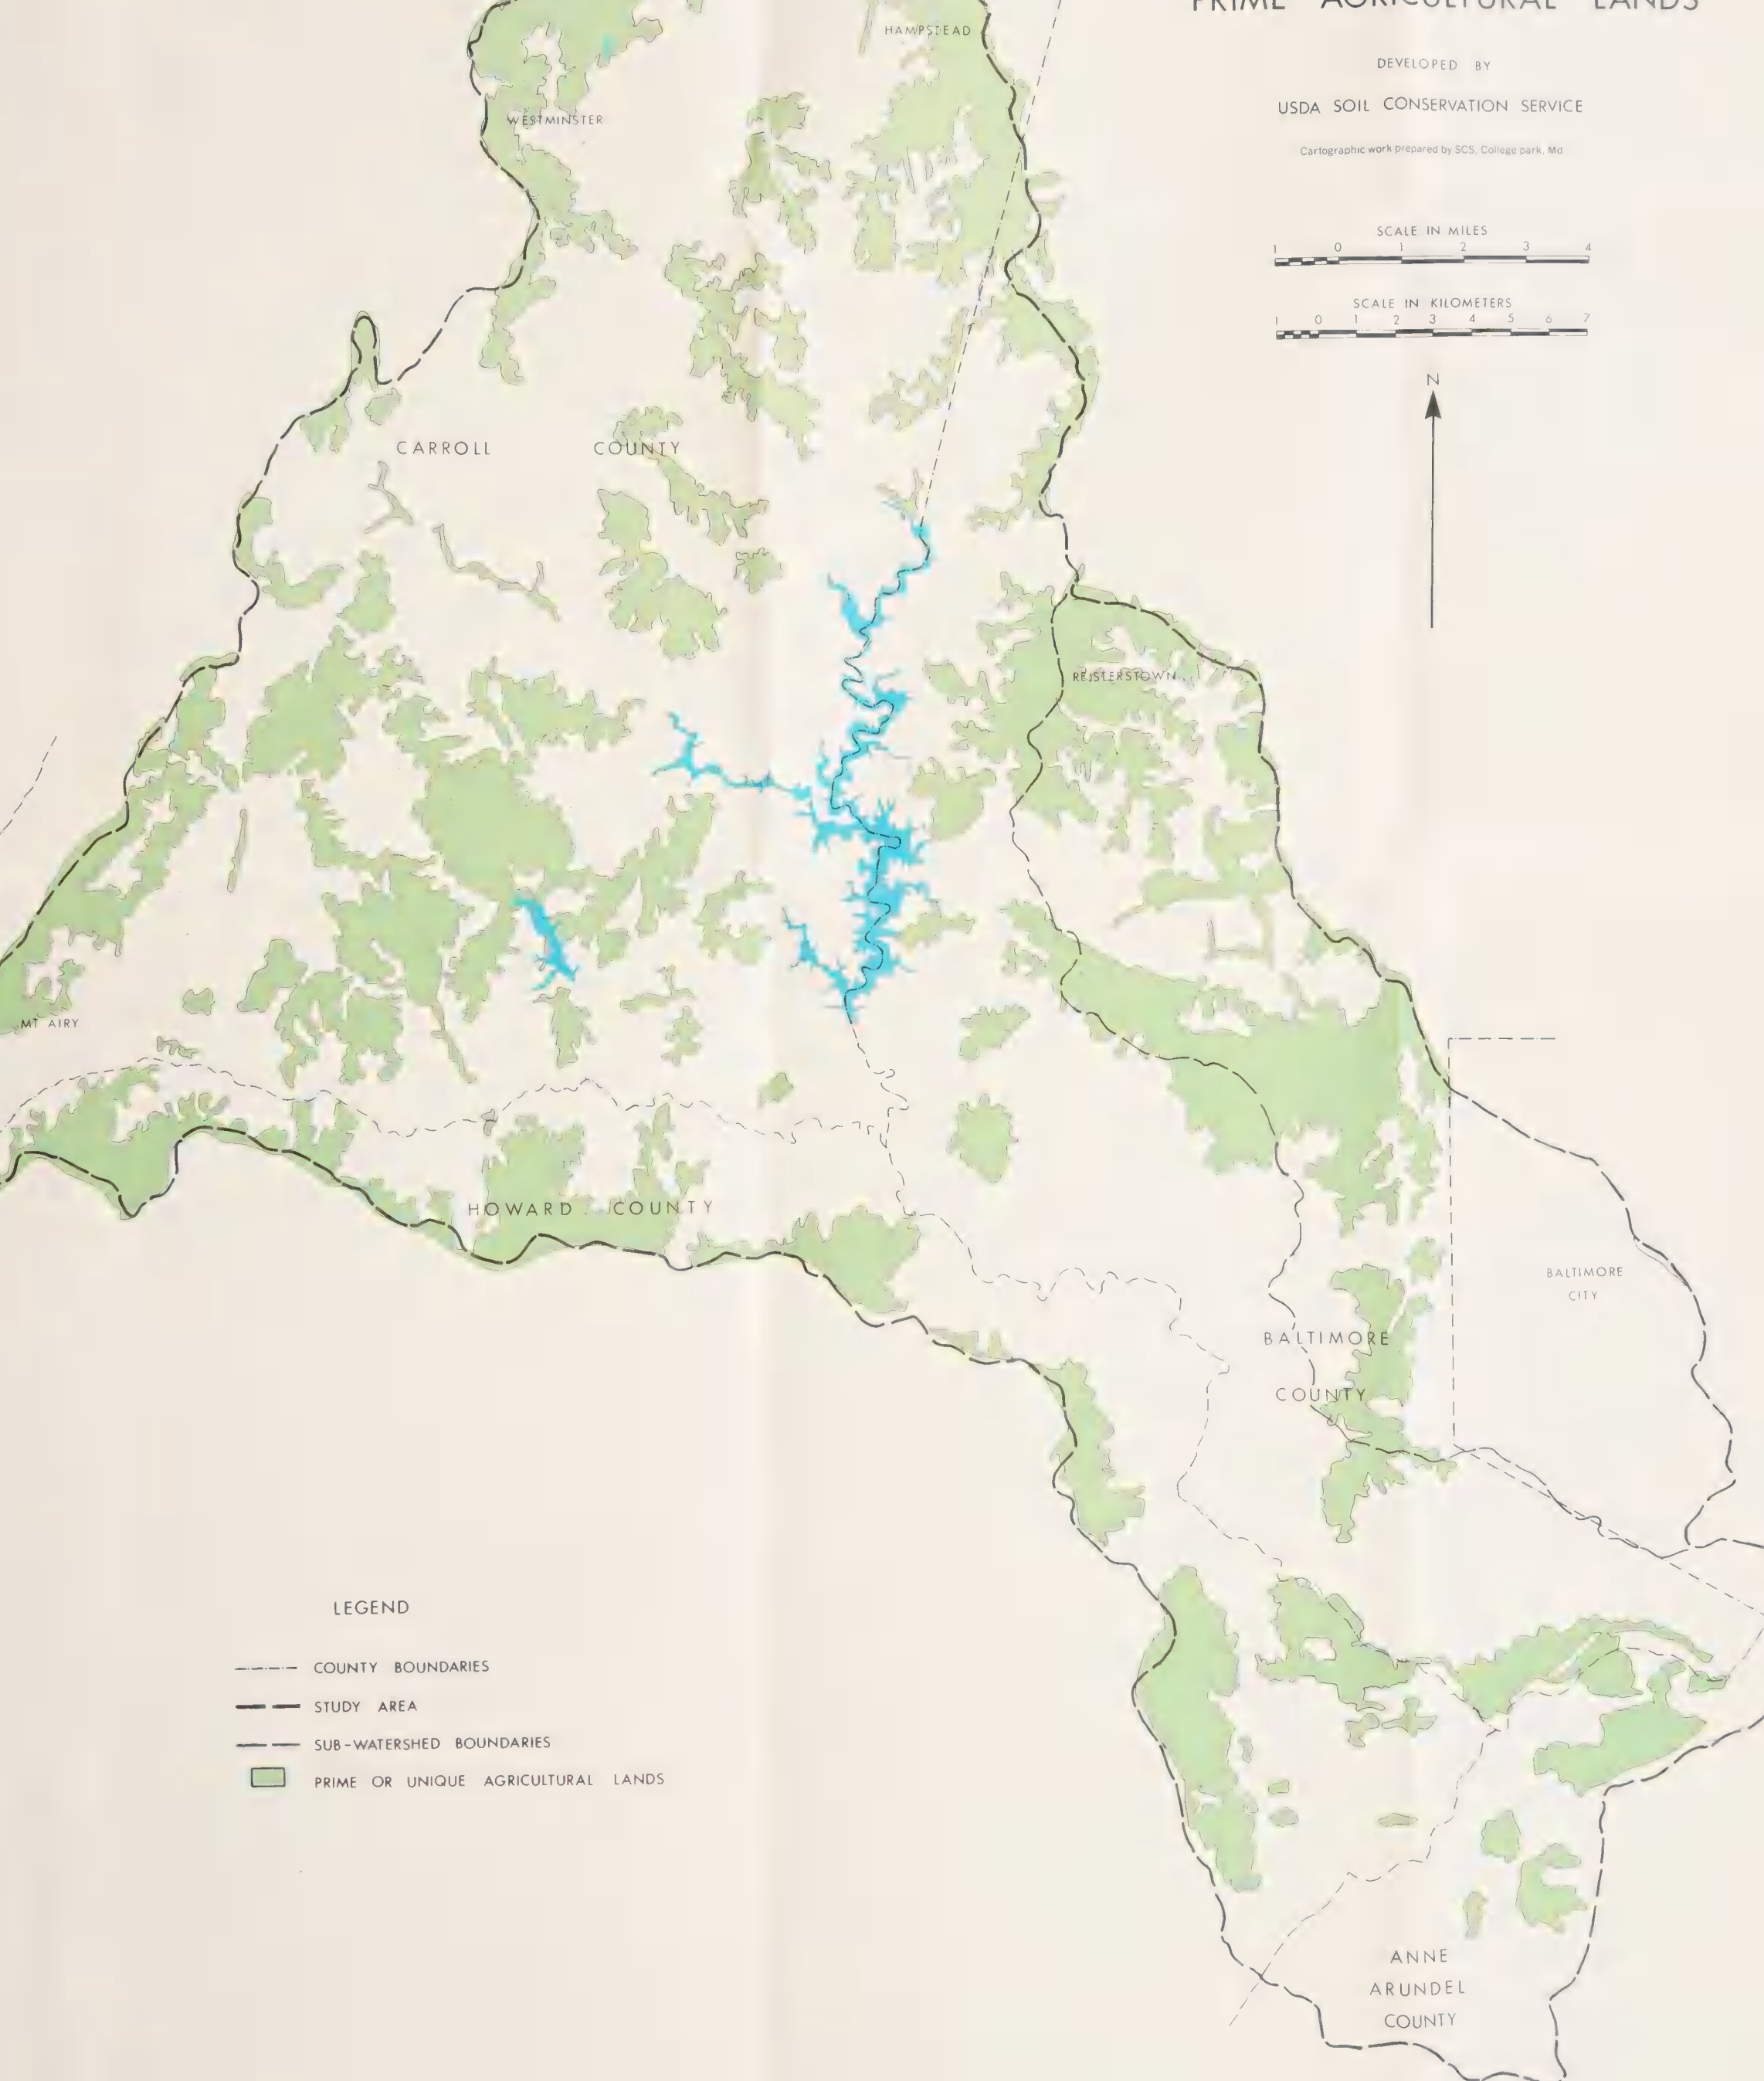 PRIME AGRICULTURAL LANDS
DEVELOPED BY
USDA SOIL CONSERVATION SERVICE
Cartographic work prepared by SCS, College park, Md
SCALE IN MILES
1 0 1 2 3 4
SCALE IN KILOMETERS
1 0 1 2 3 4 5 6 7
N
HAMPSTEAD
WESTMINSTER
CARROLL COUNTY
REISTERSTOWN
MT AIRY
HOWARD COUNTY
BALTIMORE
CITY
BALTIMORE
COUNTY
LEGEND
COUNTY BOUNDARIES
STUDY AREA
SUB-WATERSHED BOUNDARIES
PRIME OR UNIQUE AGRICULTURAL LANDS
ANNE
ARUNDEL
COUNTY